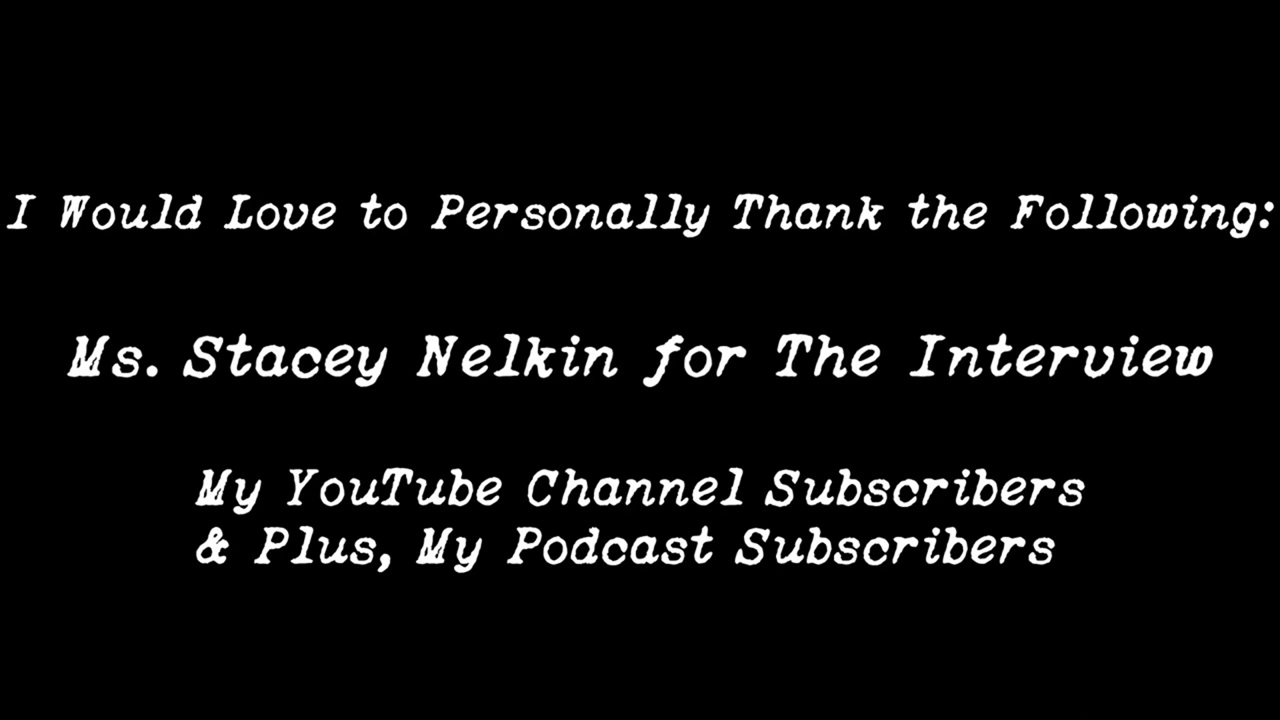 I Would Love to Personally Thank the Following:
Ms. Stacey Nelkin for The Interview
My YouTube Channel Subscribers
& Plus, My Podcast Subscribers